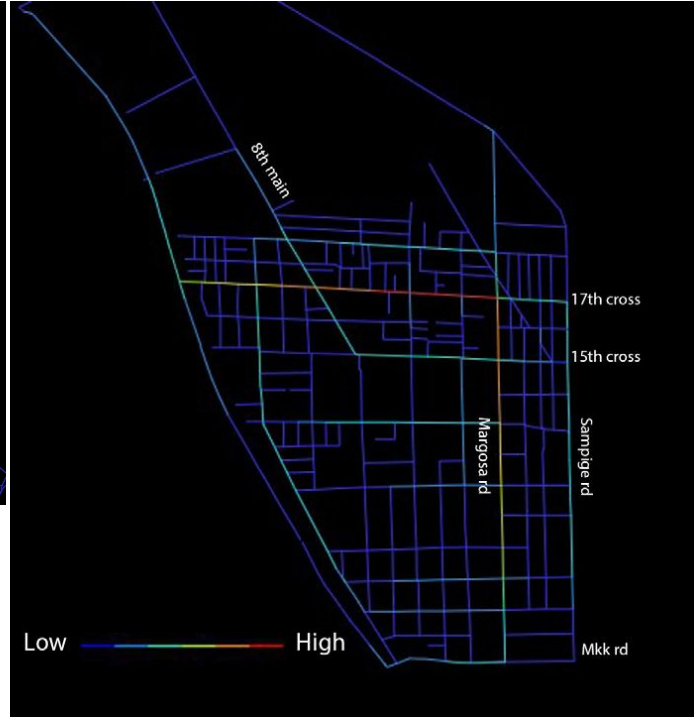 8th main
17th cross
15th cross
Margosa rd
Sampige rd
Low
High
Mkk rd